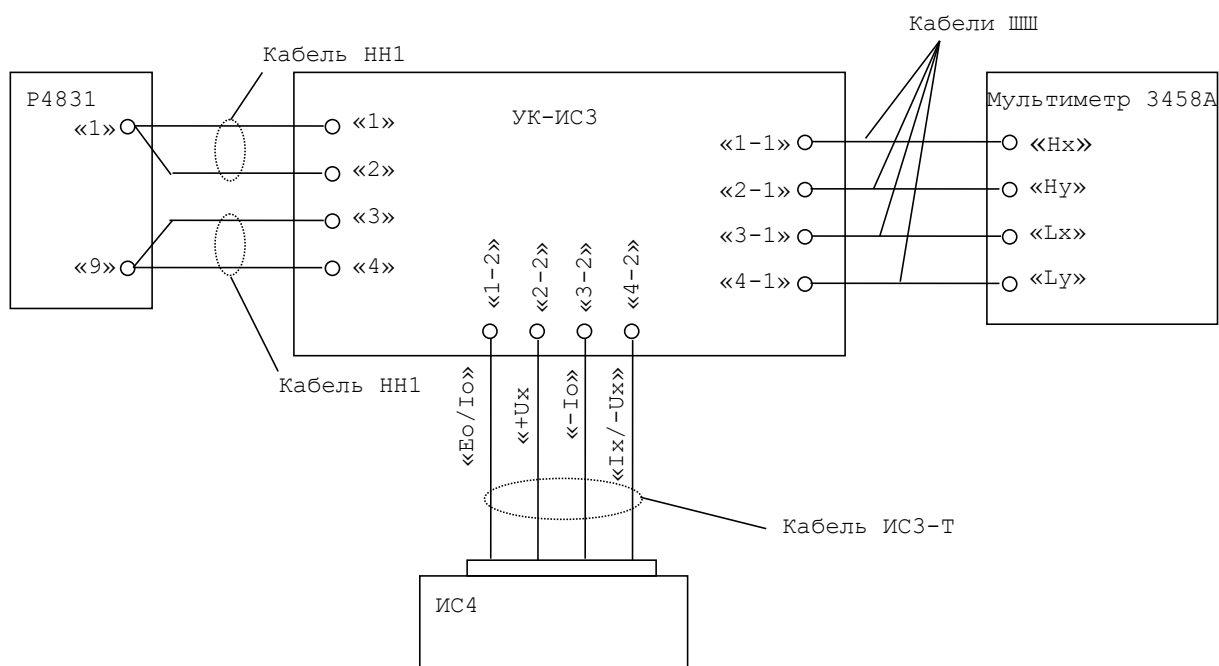 Кабели ШШ
Кабель НН1
Р4831
УК-ИС3
Мультиметр 3458А
«1»
«1»
«2»
«3»
«9»
«4»
«1-1»
«2-1»
«3-1»
«4-1»
«Hx»
«Hy»
«Lx»
«Ly»
«1-2»
«2-2»
«3-2»
«4-2»
Кабель НН1
«Eo/Io»
«+Ux
«-Io»
«Ix/-Ux»
Кабель ИС3-Т
ИС4